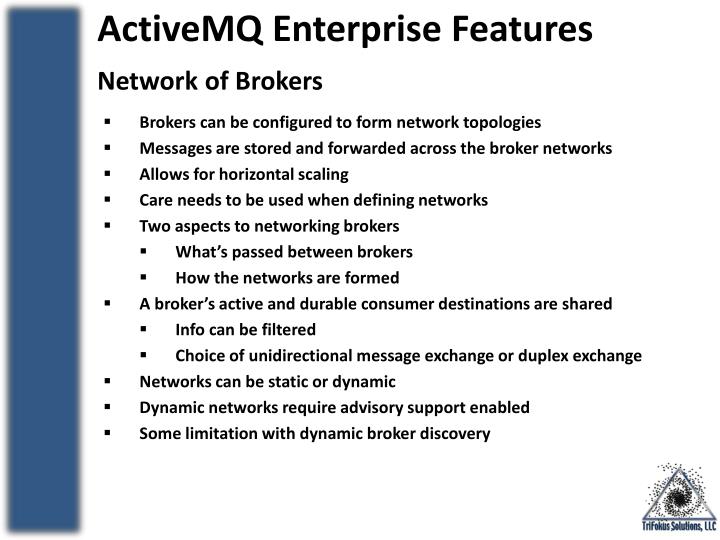 ActiveMQ Enterprise Features
Network of Brokers
▪ Brokers can be configured to form network topologies
▪ Messages are stored and forwarded across the broker networks
▪ Allows for horizontal scaling
▪ Care needs to be used when defining networks
▪ Two aspects to networking brokers
▪ What’s passed between brokers
▪ How the networks are formed
▪ A broker’s active and durable consumer destinations are shared
▪ Info can be filtered
▪ Choice of unidirectional message exchange or duplex exchange
▪ Networks can be static or dynamic
▪ Dynamic networks require advisory support enabled
▪ Some limitation with dynamic broker discovery
TriFokus Solutions, LLC